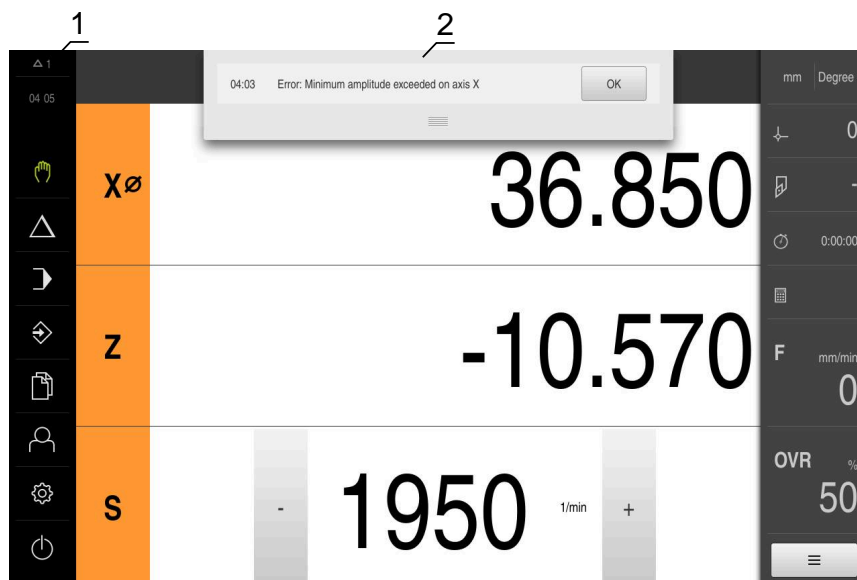 1
2
△ 1
04 05
04:03 Error: Minimum amplitude exceeded on axis X OK
mm Degree
0
-
0:00:00
X⌀ 36.850
Z -10.570
F mm/min
0
S - 1950 1/min +
OVR %
50